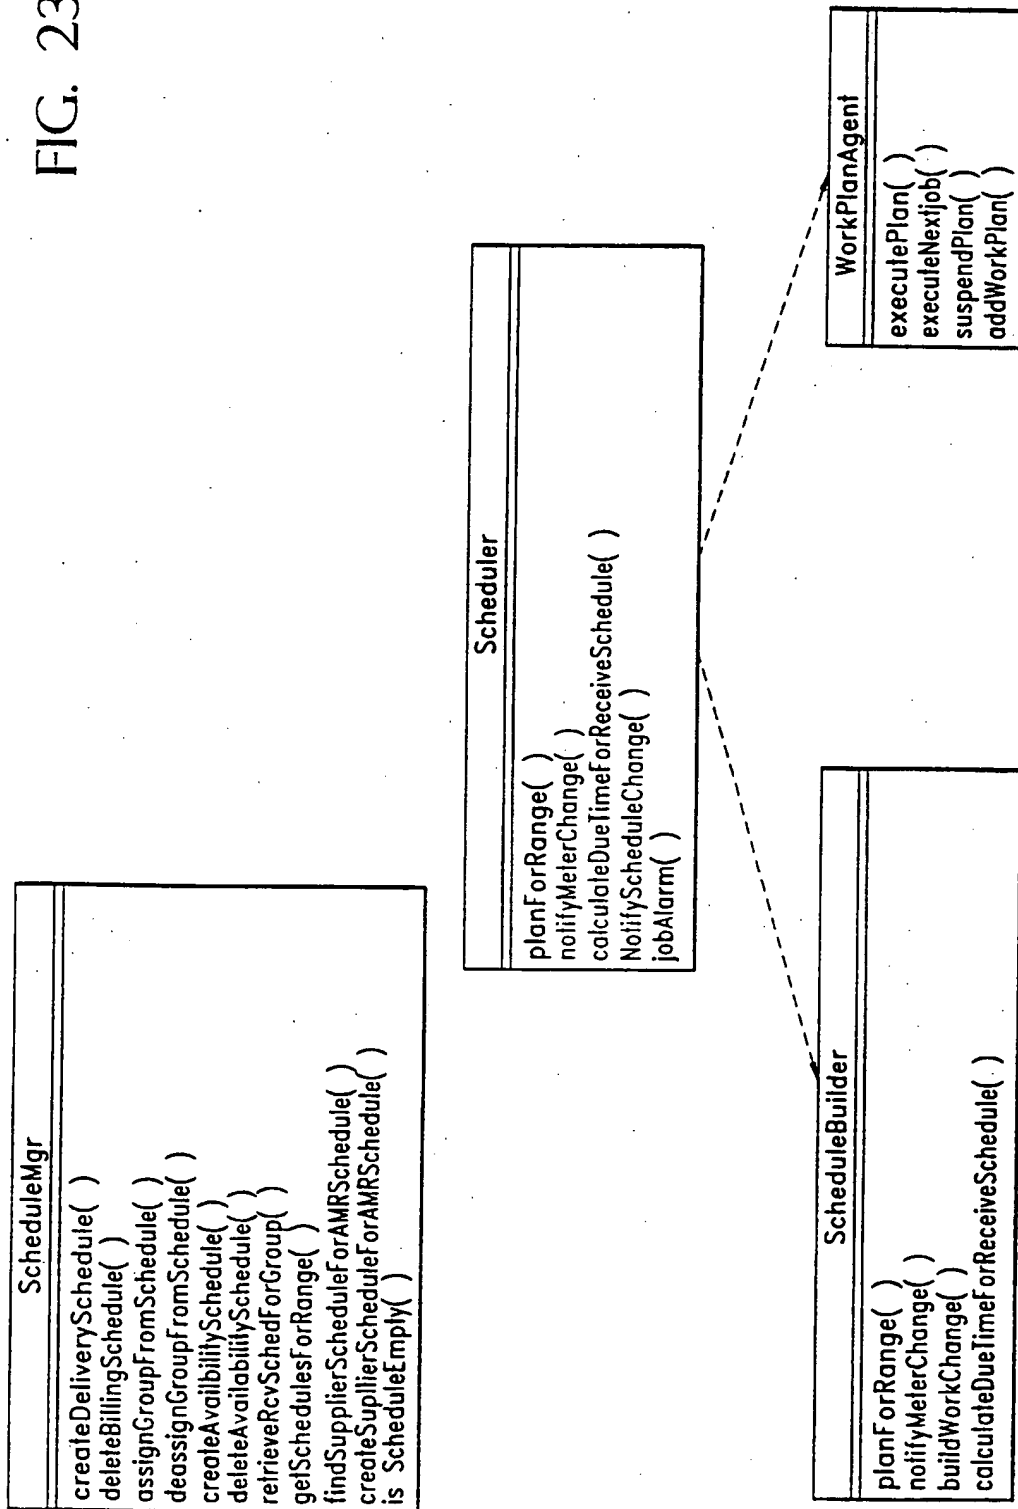 FIG. 23
ScheduleMgr
createDeliverySchedule( )
deleteBillingSchedule( )
assignGroupFromSchedule( )
deassignGroupFromSchedule( )
createAvailbilitySchedule( )
deleteAvailabilitySchedule( )
retrieveRcvSchedForGroup( )
getSchedulesForRange( )
findSupplierScheduleForAMRSchedule( )
createSupllierScheduleForAMRSchedule( )
is ScheduleEmpty( )
Scheduler
planForRange( )
notifyMeterChange( )
calculateDueTimeForReceiveSchedule( )
NotifyScheduleChange( )
jobAlarm( )
ScheduleBuilder
planForRange( )
notifyMeterChange( )
buildWorkChange( )
calculateDueTimeForReceiveSchedule( )
WorkPlanAgent
executePlan( )
executeNextjob( )
suspendPlan( )
addWorkPlan( )